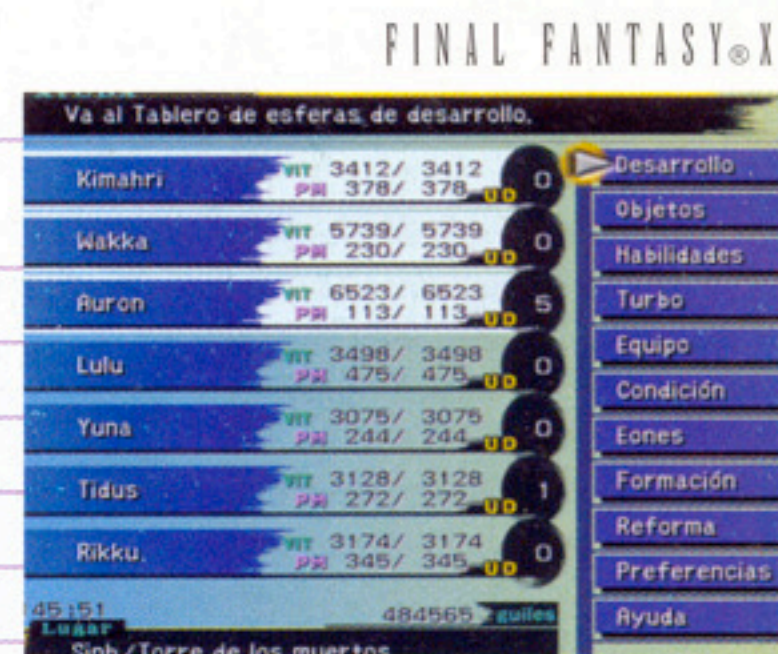 FINAL FANTASY® X
Va al Tablero de esferas de desarrollo.
Kimahri VIT 3412/ 3412 PM 378/ 378 UD 0
Wakka VIT 5739/ 5739 PM 230/ 230 UD 0
Auron VIT 6523/ 6523 PM 113/ 113 UD 5
Lulu VIT 3498/ 3498 PM 475/ 475 UD 0
Yuna VIT 3075/ 3075 PM 244/ 244 UD 0
Tidus VIT 3128/ 3128 PM 272/ 272 UD 1
Rikku VIT 3174/ 3174 PM 345/ 345 UD 0
Desarrollo
Objetos
Habilidades
Turbo
Equipo
Condición
Eones
Formación
Reforma
Preferencias
Ayuda
45:51 484565 guiles
Lugar
Sinh/Torre de los muertos